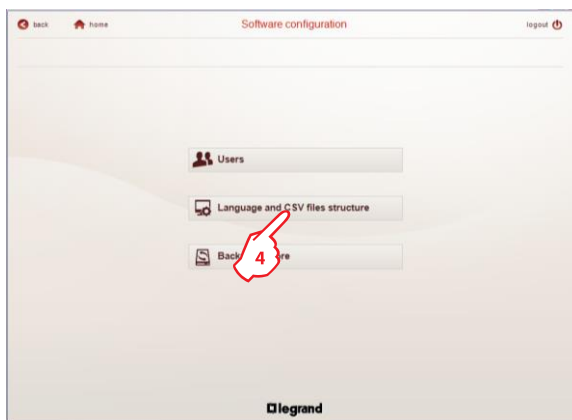 back
home
Software configuration
logout
Users
Language and CSV files structure
4
legrand